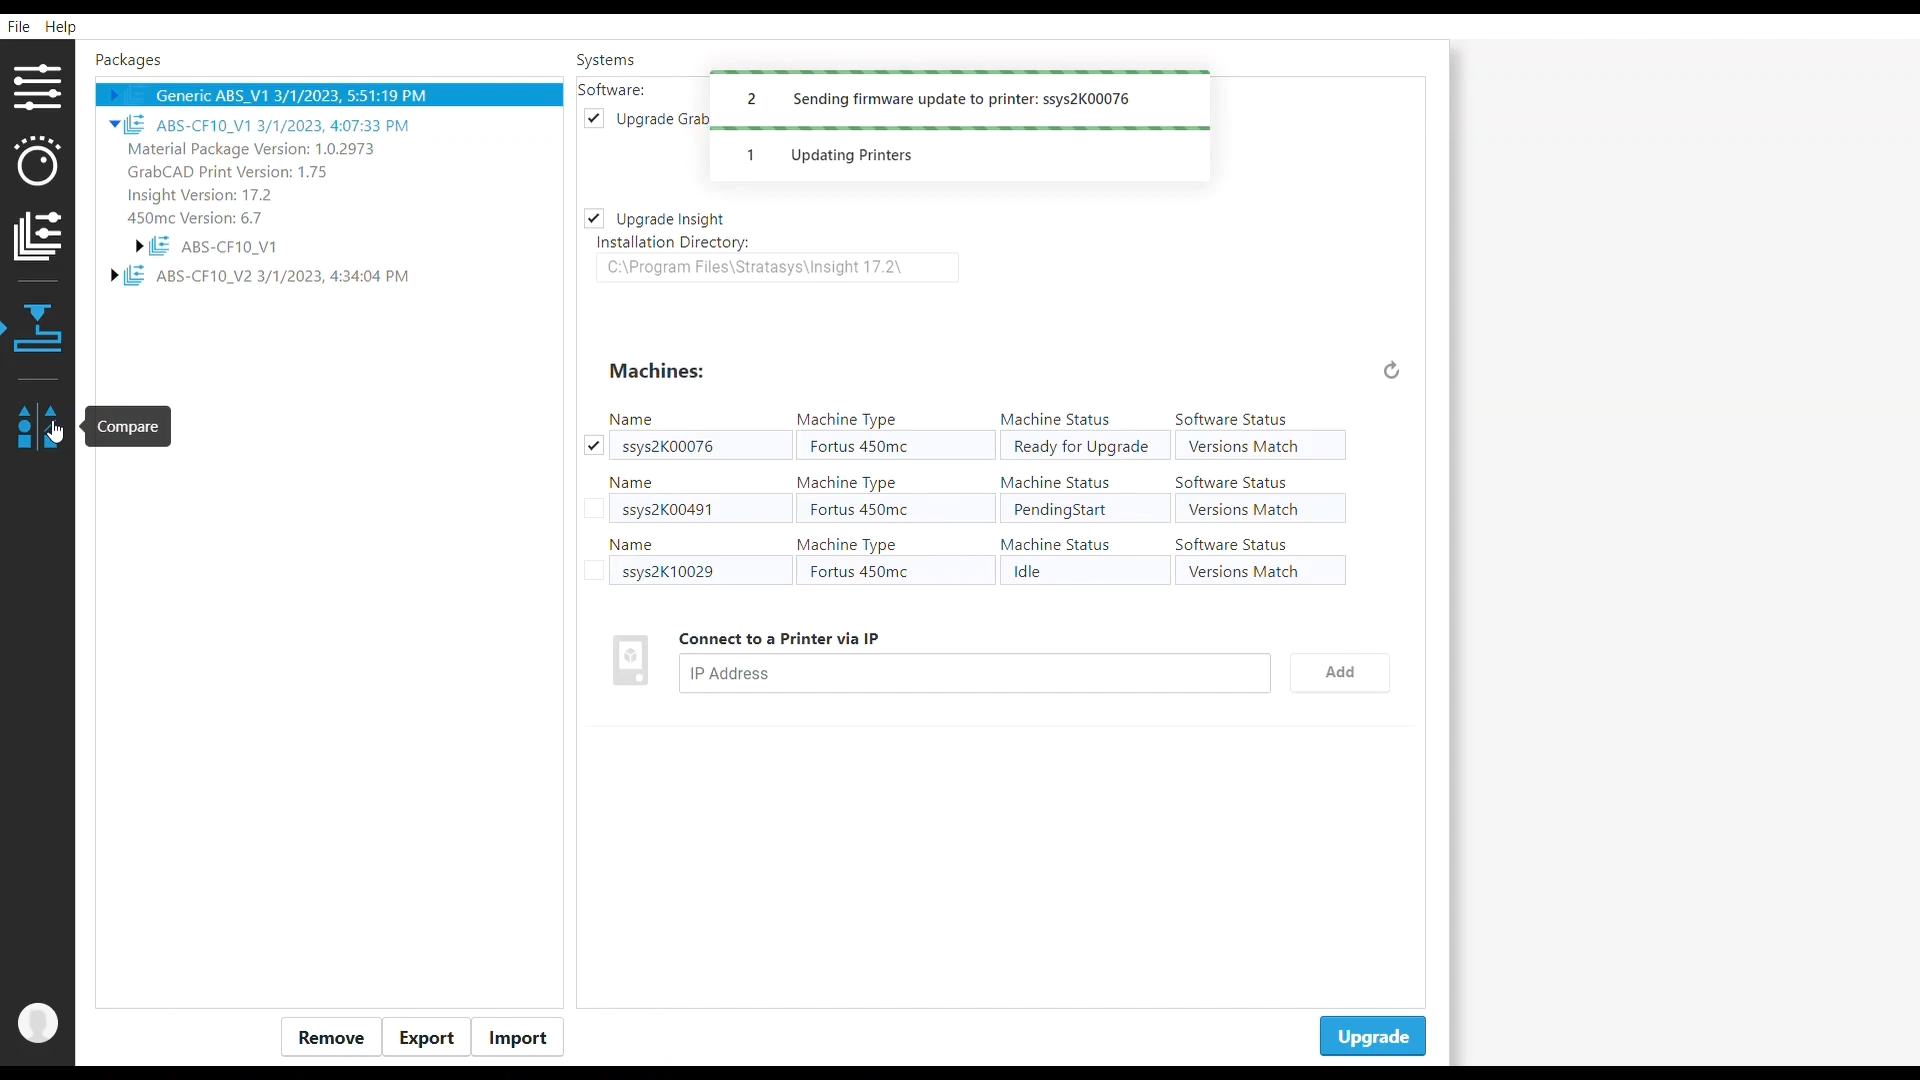 File Help
Packages
Generic ABS_V1 3/1/2023, 5:51:19 PM
ABS-CF10_V1 3/1/2023, 4:07:33 PM
Material Package Version: 1.0.2973
GrabCAD Print Version: 1.75
Insight Version: 17.2
450mc Version: 6.7
ABS-CF10_V1
ABS-CF10_V2 3/1/2023, 4:34:04 PM
Compare
Remove Export Import
Systems
Software:
Upgrade Grab
2 Sending firmware update to printer: ssys2K00076
1 Updating Printers
Upgrade Insight
Installation Directory:
C:\Program Files\Stratasys\Insight 17.2\
Machines:
Name Machine Type Machine Status Software Status
ssys2K00076 Fortus 450mc Ready for Upgrade Versions Match
Name Machine Type Machine Status Software Status
ssys2K00491 Fortus 450mc PendingStart Versions Match
Name Machine Type Machine Status Software Status
ssys2K10029 Fortus 450mc Idle Versions Match
Connect to a Printer via IP
IP Address Add
Upgrade